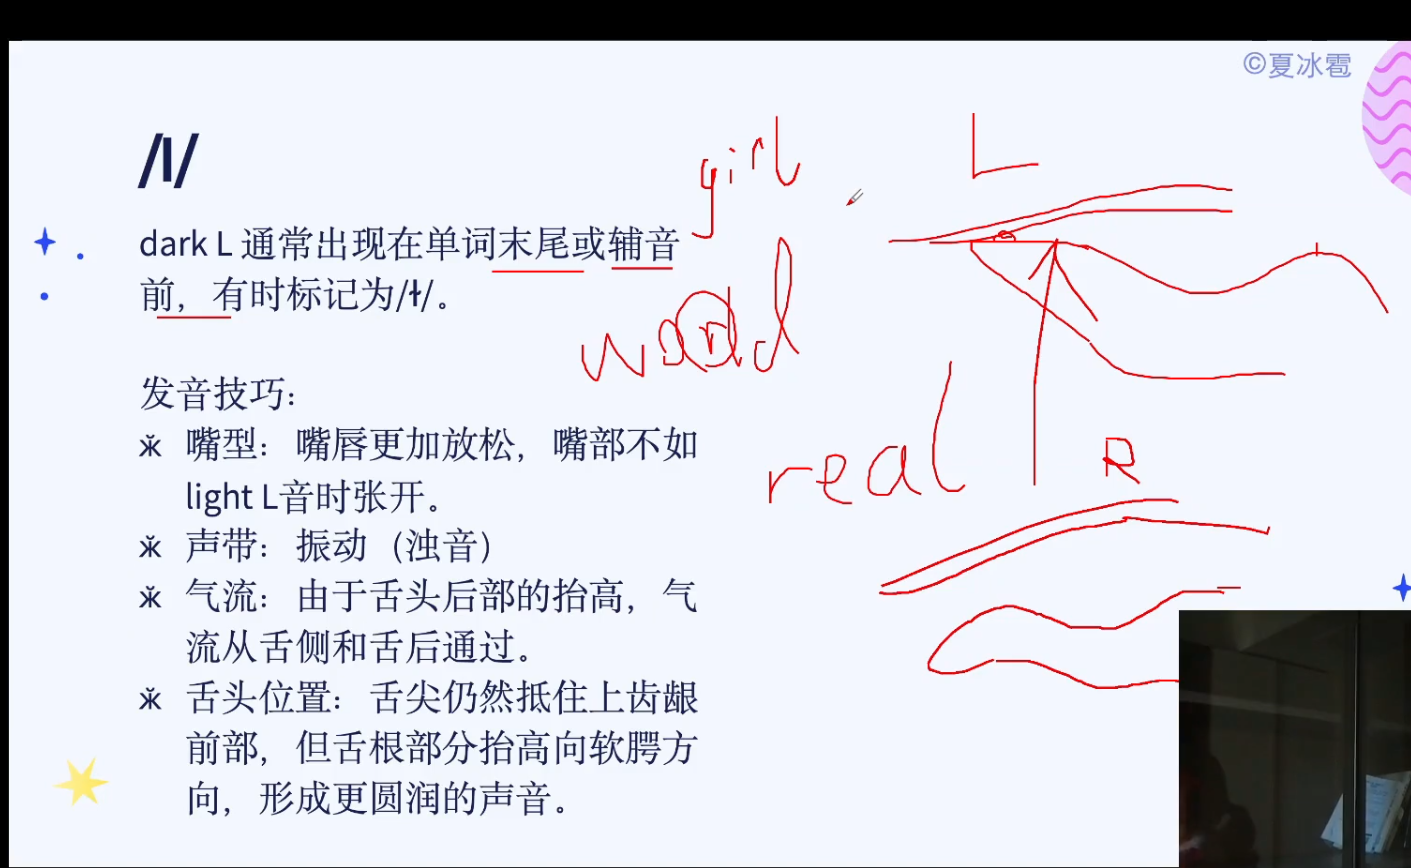 ©夏冰雹
/l/
dark L 通常出现在单词末尾或辅音
前，有时标记为/ɫ/。
发音技巧：
嘴型：嘴唇更加放松，嘴部不如
light L音时张开。
声带：振动（浊音）
气流：由于舌头后部的抬高，气
流从舌侧和舌后通过。
舌头位置：舌尖仍然抵住上齿龈
前部，但舌根部分抬高向软腭方
向，形成更圆润的声音。
girl
real
L
R